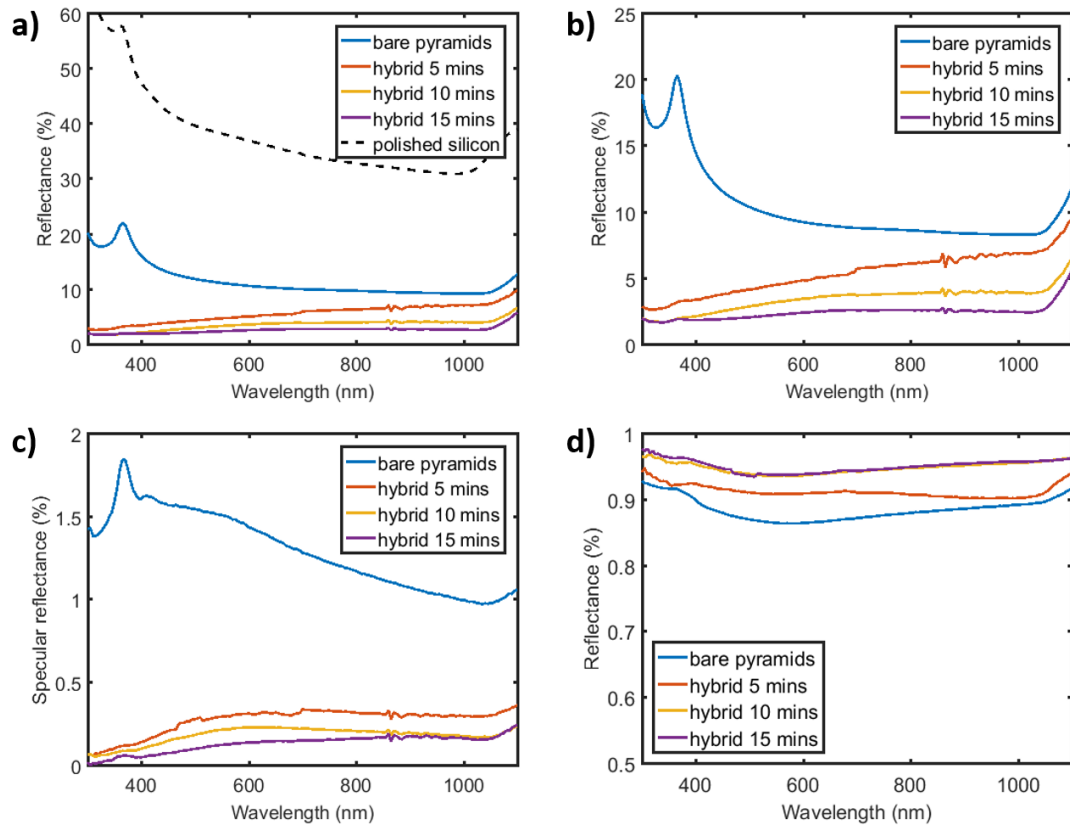 a)
60
50
40
30
20
10
0
Reflectance (%)
bare pyramids
hybrid 5 mins
hybrid 10 mins
hybrid 15 mins
polished silicon
400 600 800 1000
Wavelength (nm)
b)
25
20
15
10
5
0
Reflectance (%)
bare pyramids
hybrid 5 mins
hybrid 10 mins
hybrid 15 mins
400 600 800 1000
Wavelength (nm)
c)
2
1.5
1
0.5
0
Specular reflectance (%)
bare pyramids
hybrid 5 mins
hybrid 10 mins
hybrid 15 mins
400 600 800 1000
Wavelength (nm)
d)
1
0.9
0.8
0.7
0.6
0.5
Reflectance (%)
bare pyramids
hybrid 5 mins
hybrid 10 mins
hybrid 15 mins
400 600 800 1000
Wavelength (nm)